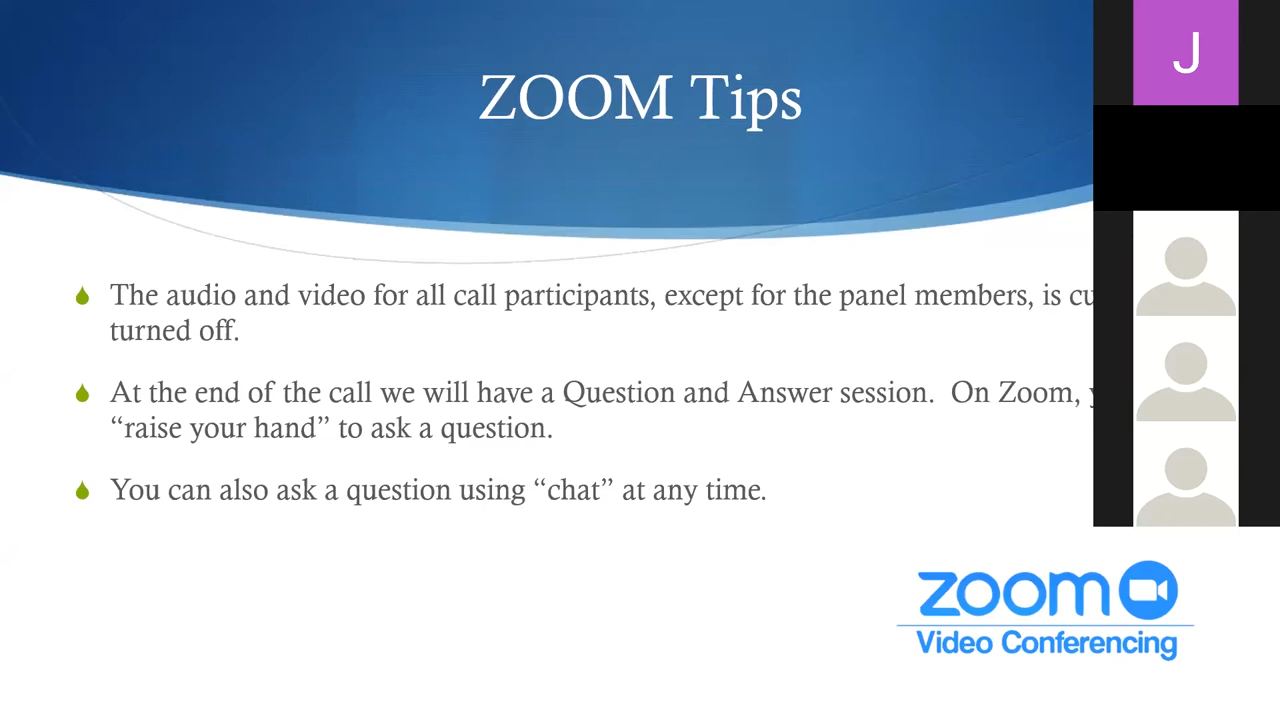 ZOOM Tips
J
The audio and video for all call participants, except for the panel members, is
turned off.
At the end of the call we will have a Question and Answer session. On Zoom,
“raise your hand” to ask a question.
You can also ask a question using “chat” at any time.
zoom
Video Conferencing